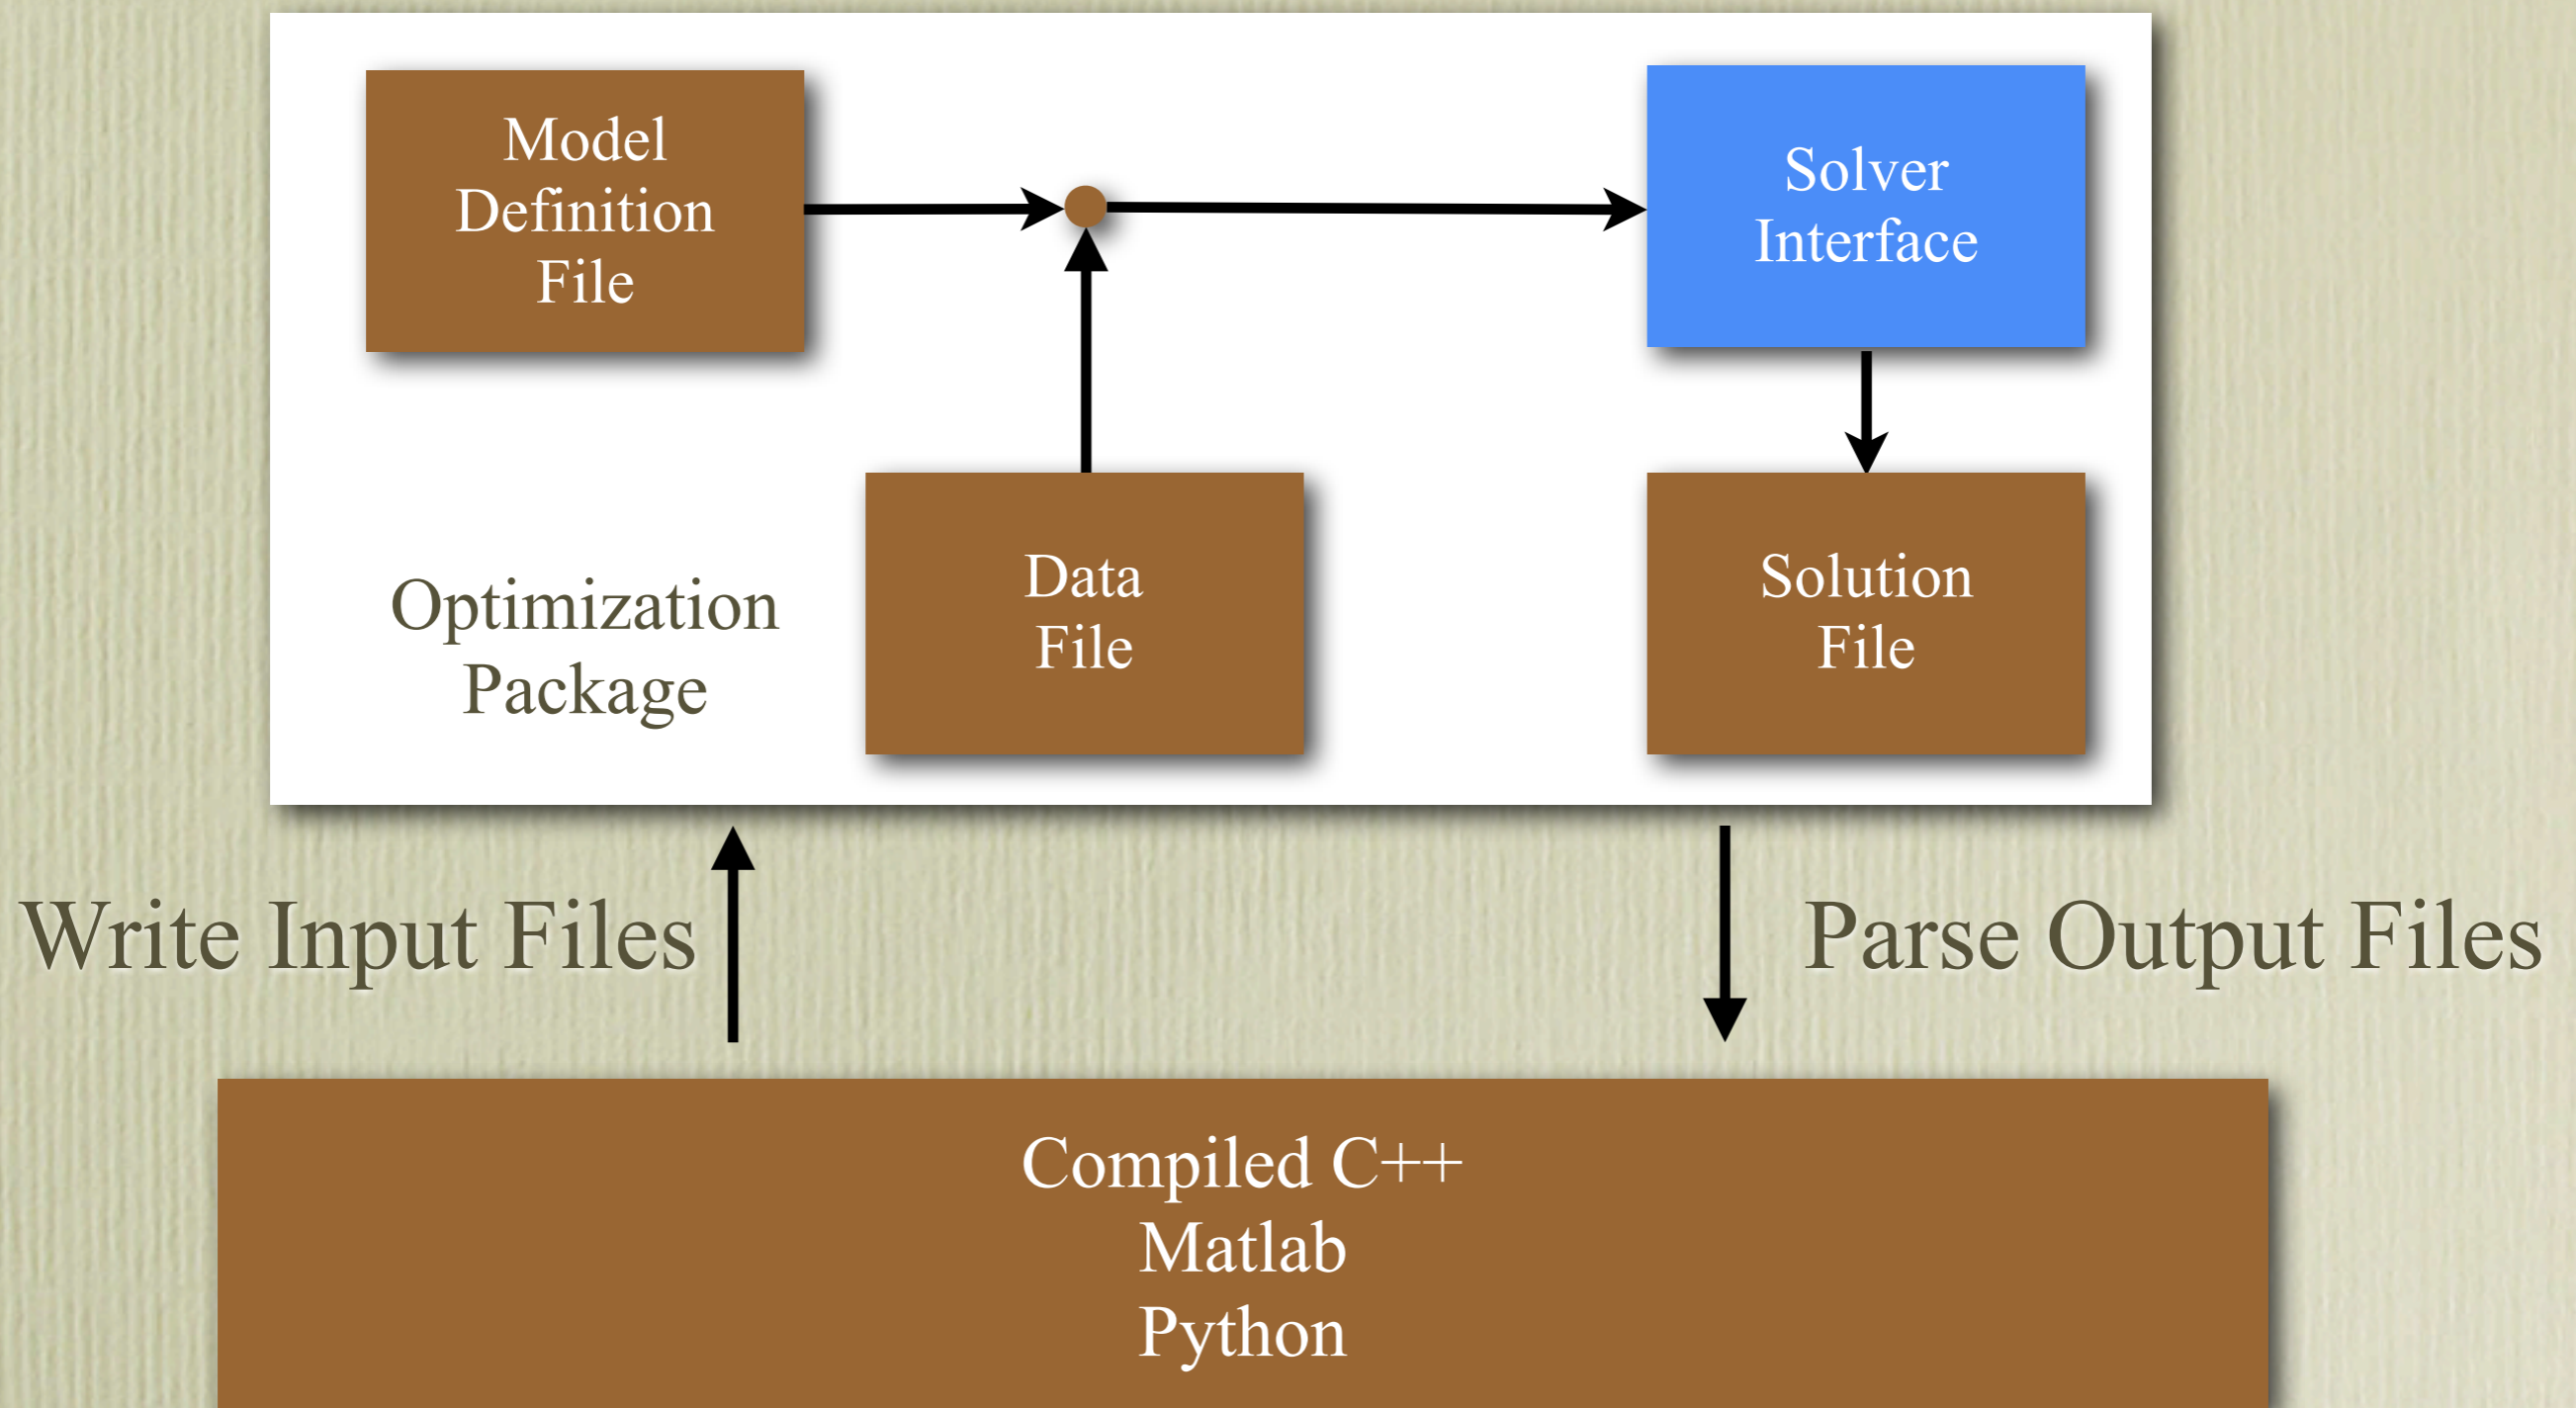 Model
Definition
File
Solver
Interface
Optimization
Package
Data
File
Solution
File
Write Input Files
Parse Output Files
Compiled C++
Matlab
Python